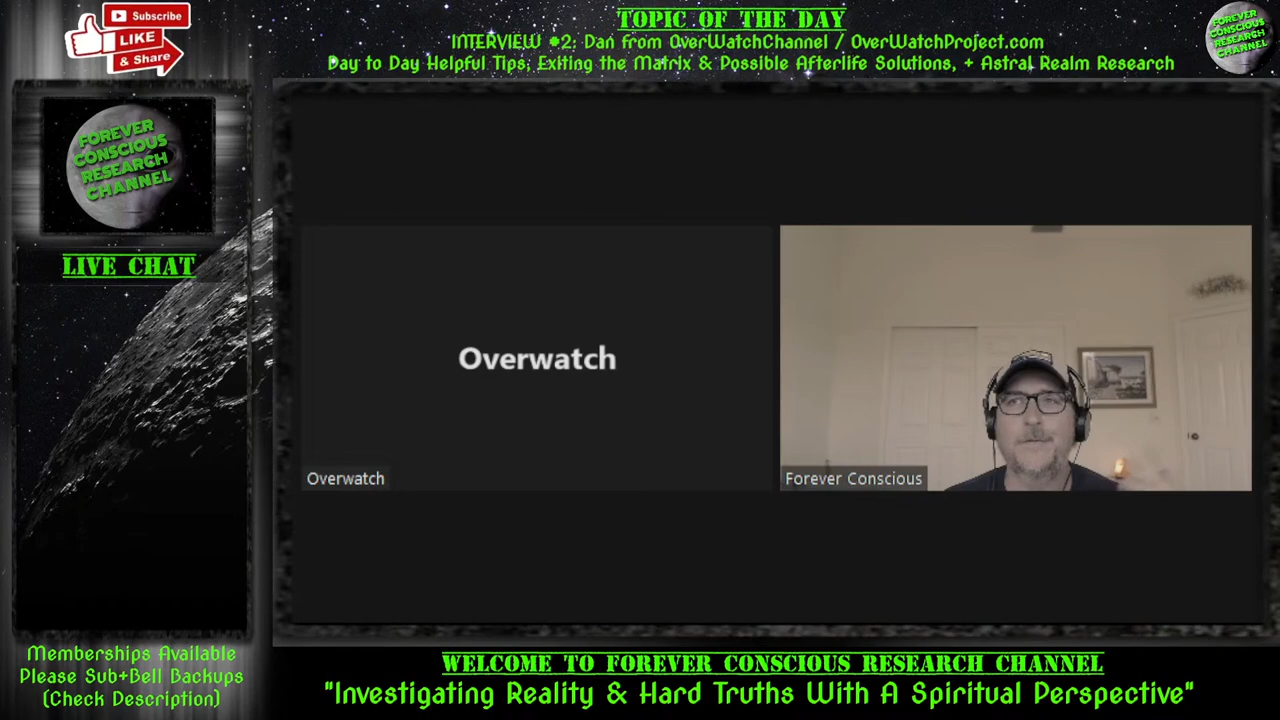 Subscribe
LIKE
& Share
TOPIC OF THE DAY
INTERVIEW #2: Dan from OverWatchChannel / OverWatchProject.com
Day to Day Helpful Tips; Exiting the Matrix & Possible Afterlife Solutions, + Astral Realm Research
FOREVER
CONSCIOUS
RESEARCH
CHANNEL
FOREVER
CONSCIOUS
RESEARCH
CHANNEL
LIVE CHAT
Overwatch
Overwatch
Forever Conscious
Memberships Available
Please Sub+Bell Backups
(Check Description)
WELCOME TO FOREVER CONSCIOUS RESEARCH CHANNEL
"Investigating Reality & Hard Truths With A Spiritual Perspective"